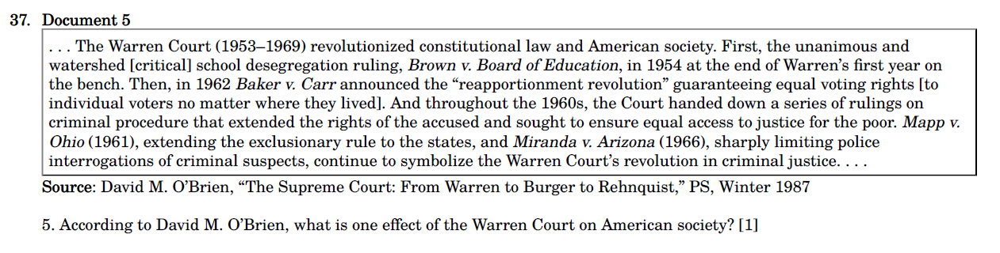 37. Document 5
. . . The Warren Court (1953–1969) revolutionized constitutional law and American society. First, the unanimous and
watershed [critical] school desegregation ruling, Brown v. Board of Education, in 1954 at the end of Warren’s first year on
the bench. Then, in 1962 Baker v. Carr announced the “reapportionment revolution” guaranteeing equal voting rights [to
individual voters no matter where they lived]. And throughout the 1960s, the Court handed down a series of rulings on
criminal procedure that extended the rights of the accused and sought to ensure equal access to justice for the poor. Mapp v.
Ohio (1961), extending the exclusionary rule to the states, and Miranda v. Arizona (1966), sharply limiting police
interrogations of criminal suspects, continue to symbolize the Warren Court’s revolution in criminal justice. . . .
Source: David M. O’Brien, “The Supreme Court: From Warren to Burger to Rehnquist,” PS, Winter 1987
5. According to David M. O’Brien, what is one effect of the Warren Court on American society? [1]